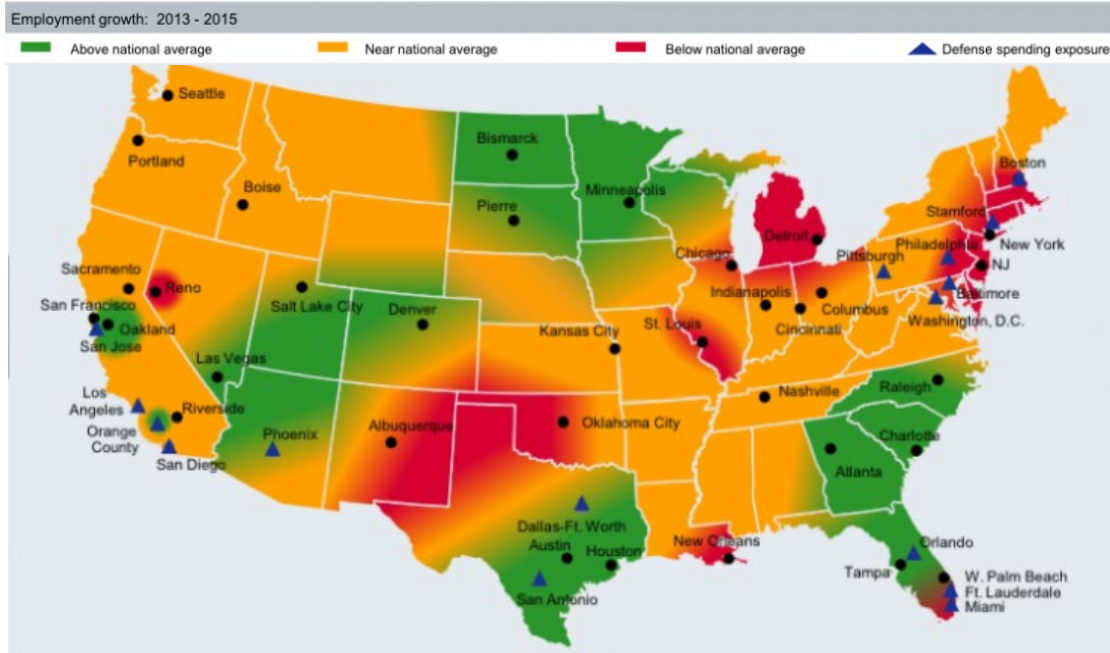 Employment growth: 2013 - 2015
Above national average
Near national average
Below national average
Defense spending exposure
Seattle
Portland
Boise
Bismarck
Pierre
Minneapolis
Boston
Stamford
New York
Philadelphia
Pittsburgh
NJ
Baltimore
Washington, D.C.
Detroit
Chicago
Indianapolis
Columbus
Cincinnati
Sacramento
Reno
San Francisco
Oakland
San Jose
Salt Lake City
Denver
Kansas City
St. Louis
Las Vegas
Los
Angeles
Riverside
Orange
County
San Diego
Phoenix
Albuquerque
Oklahoma City
Nashville
Raleigh
Charlotte
Atlanta
Dallas-Ft. Worth
Austin
Houston
San Antonio
New Orleans
Orlando
Tampa
W. Palm Beach
Ft. Lauderdale
Miami